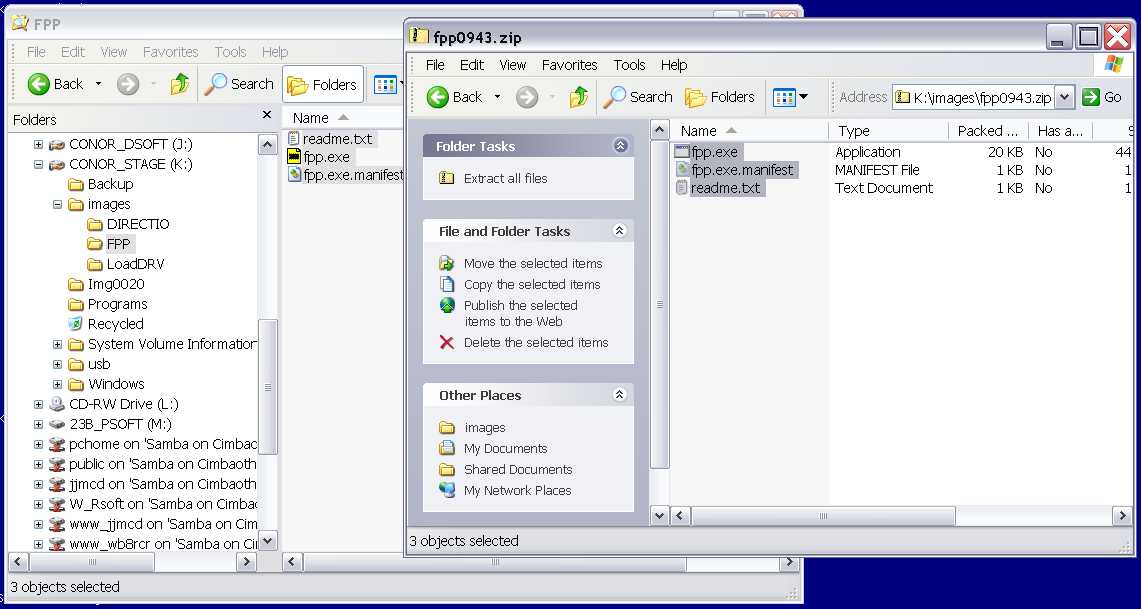 FPP
File Edit View Favorites Tools Help
Back Search Folders
Folders
CONOR_DSOFT (J:)
CONOR_STAGE (K:)
Backup
images
DIRECTIO
FPP
LoadDRV
Img0020
Programs
Recycled
System Volume Information
usb
Windows
CD-RW Drive (L:)
23B_PSOFT (M:)
pchome on 'Samba on Cimbaoth
public on 'Samba on Cimbaoth
jjmcd on 'Samba on Cimbaoth
W_Rsoft on 'Samba on Cimba
www_jjmcd on 'Samba on Cim
www_wb8rcr on 'Samba on Ci
Name
readme.txt
fpp.exe
fpp.exe.manifest
3 objects selected
fpp0943.zip
File Edit View Favorites Tools Help
Back Search Folders Address K:\images\fpp0943.zip Go
Folder Tasks
Extract all files
File and Folder Tasks
Move the selected items
Copy the selected items
Publish the selected
items to the Web
Delete the selected items
Other Places
images
My Documents
Shared Documents
My Network Places
Name Type Packed ... Has a... S
fpp.exe Application 20 KB No 44
fpp.exe.manifest MANIFEST File 1 KB No 1
readme.txt Text Document 1 KB No 1
3 objects selected